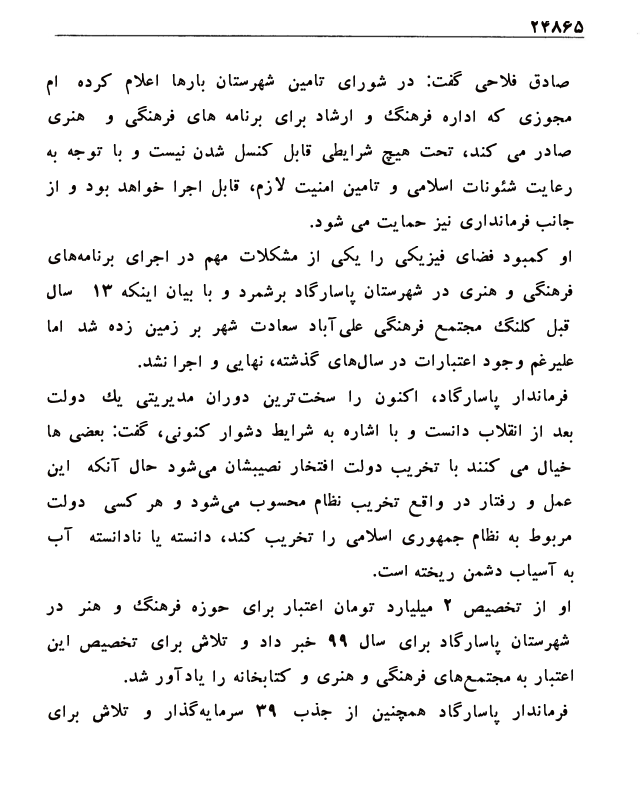 ۲۴۸۶۵
صادق فلاحی گفت: در شورای تامین شهرستان بارها اعلام کرده ام
مجوزی که اداره فرهنگ و ارشاد برای برنامه های فرهنگی و هنری
صادر می کند، تحت هیچ شرایطی قابل کنسل شدن نیست و با توجه به
رعایت شئونات اسلامی و تامین امنیت لازم، قابل اجرا خواهد بود و از
جانب فرمانداری نیز حمایت می شود.
او کمبود فضای فیزیکی را یکی از مشکلات مهم در اجرای برنامه‌های
فرهنگی و هنری در شهرستان پاسارگاد برشمرد و با بیان اینکه ۱۳ سال
قبل کلنگ مجتمع فرهنگی علی‌آباد سعادت شهر بر زمین زده شد اما
علیرغم وجود اعتبارات در سال‌های گذشته، نهایی و اجرا نشد.
فرماندار پاسارگاد، اکنون را سخت‌ترین دوران مدیریتی یك دولت
بعد از انقلاب دانست و با اشاره به شرایط دشوار کنونی، گفت: بعضی ها
خیال می کنند با تخریب دولت افتخار نصیبشان می‌شود حال آنکه این
عمل و رفتار در واقع تخریب نظام محسوب می‌شود و هر کسی دولت
مربوط به نظام جمهوری اسلامی را تخریب کند، دانسته یا نادانسته آب
به آسیاب دشمن ریخته است.
او از تخصیص ۲ میلیارد تومان اعتبار برای حوزه فرهنگ و هنر در
شهرستان پاسارگاد برای سال ۹۹ خبر داد و تلاش برای تخصیص این
اعتبار به مجتمع‌های فرهنگی و هنری و کتابخانه را یادآور شد.
فرماندار پاسارگاد همچنین از جذب ۳۹ سرمایه‌گذار و تلاش برای